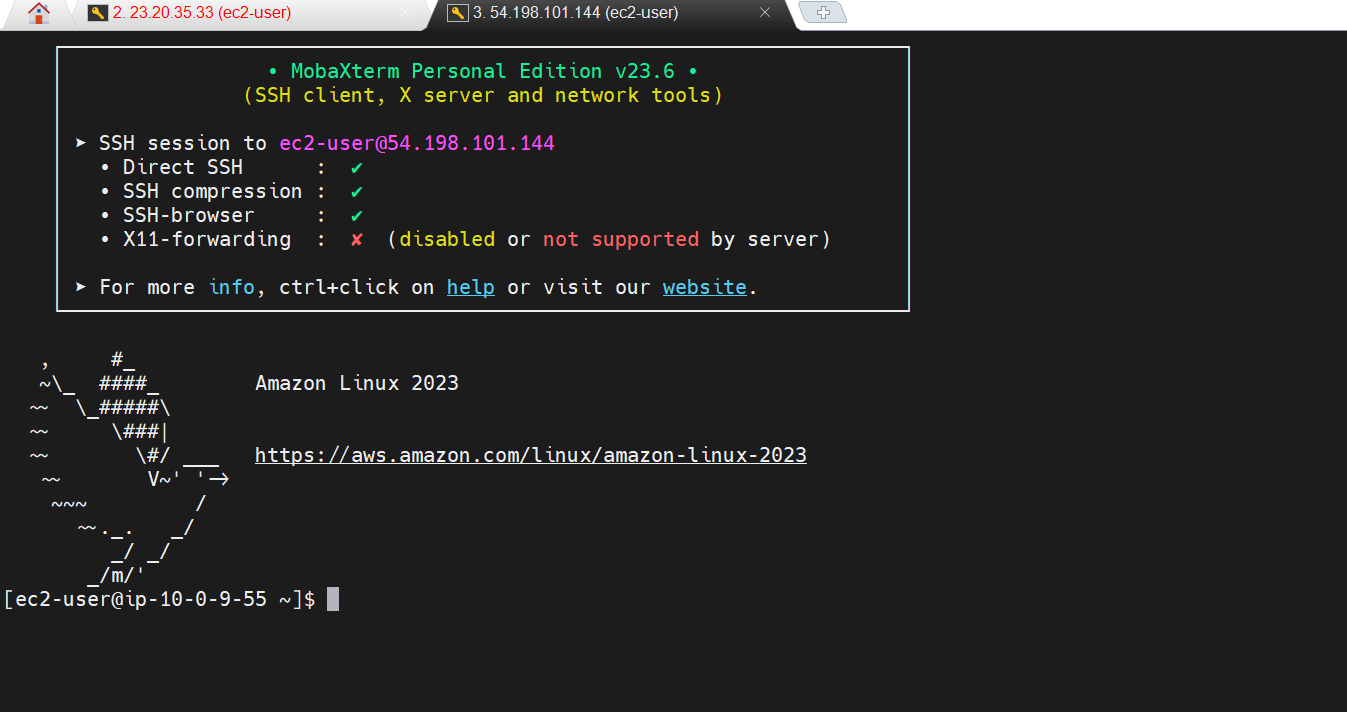 2. 23.20.35.33 (ec2-user)
3. 54.198.101.144 (ec2-user)
• MobaXterm Personal Edition v23.6 •
(SSH client, X server and network tools)
➤ SSH session to ec2-user@54.198.101.144
• Direct SSH : ✔
• SSH compression : ✔
• SSH-browser : ✔
• X11-forwarding : ✘ (disabled or not supported by server)
➤ For more info, ctrl+click on help or visit our website.
   ,     #_
   ~\_  ####_        Amazon Linux 2023
  ~~  \_#####\
  ~~     \###|
  ~~       \#/ ___   https://aws.amazon.com/linux/amazon-linux-2023
   ~~       V~' '->
    ~~~         /
      ~~._.   _/
         _/ _/
       _/m/'
[ec2-user@ip-10-0-9-55 ~]$